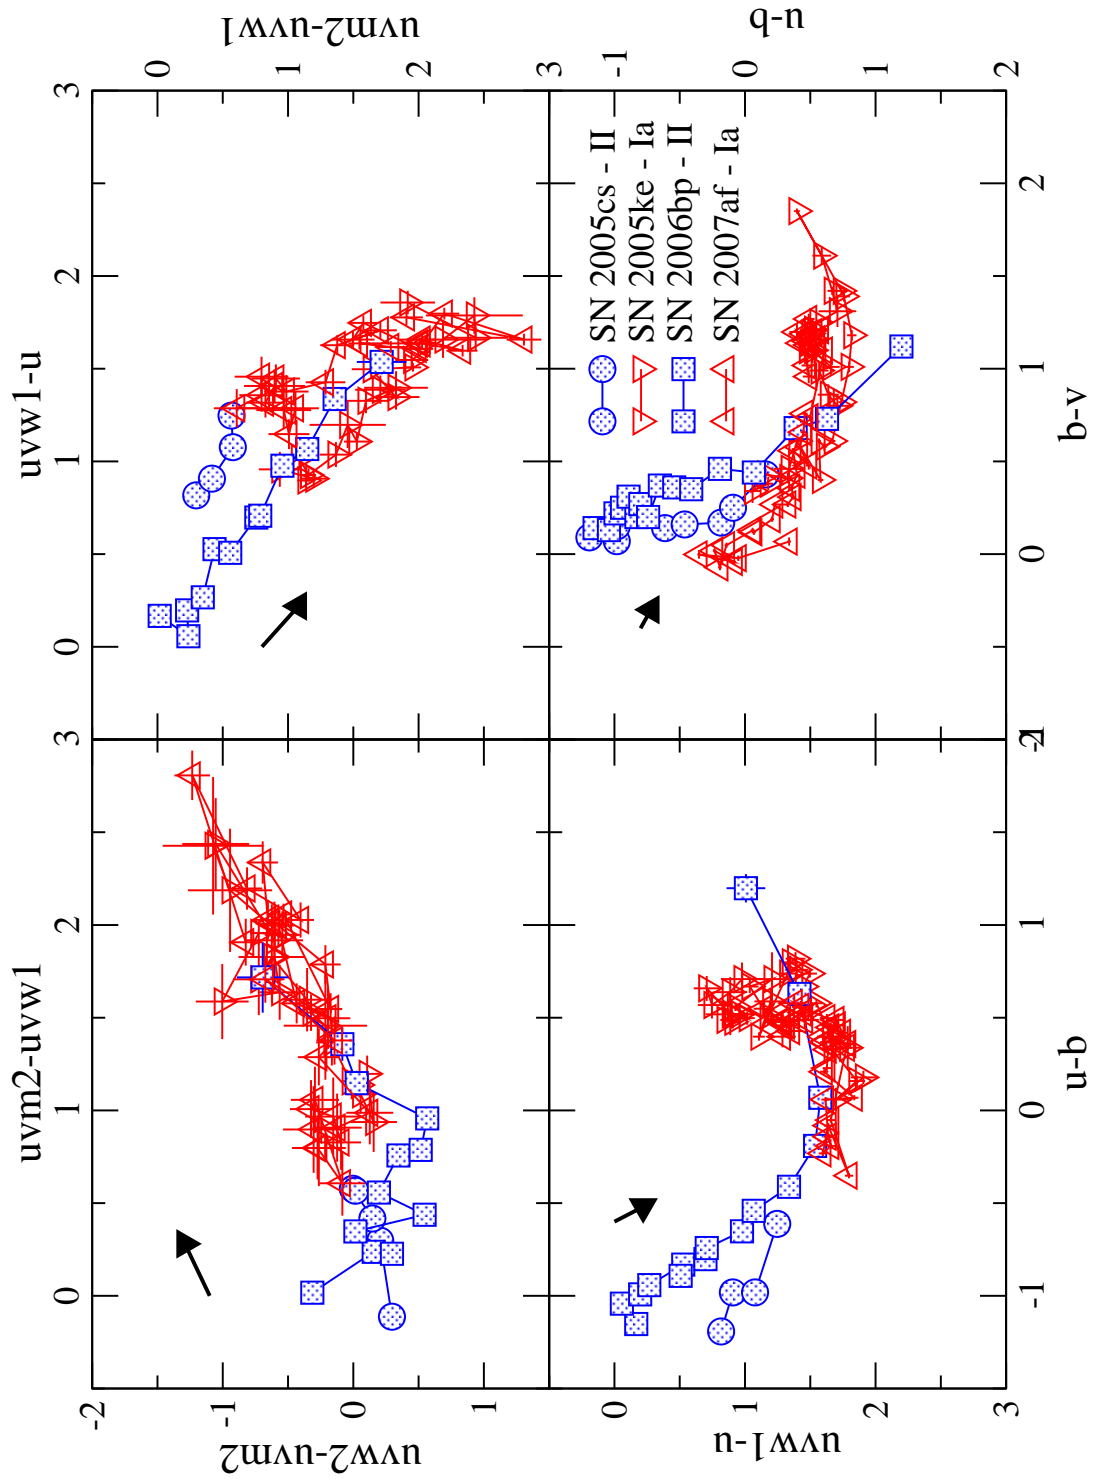 uvm2-uvw1
uvw1-u
0 1 2 3 0 1 2 3
-2
-1
0
1
uvw2-uvm2
0
1
2
3
uvm2-uvw1
SN 2005cs - II
SN 2005ke - Ia
SN 2006bp - II
SN 2007af - Ia
0
1
2
3
uvw1-u
-1
0
1
2
u-b
-1 0 1 2 -1 0 1 2
u-b
b-v